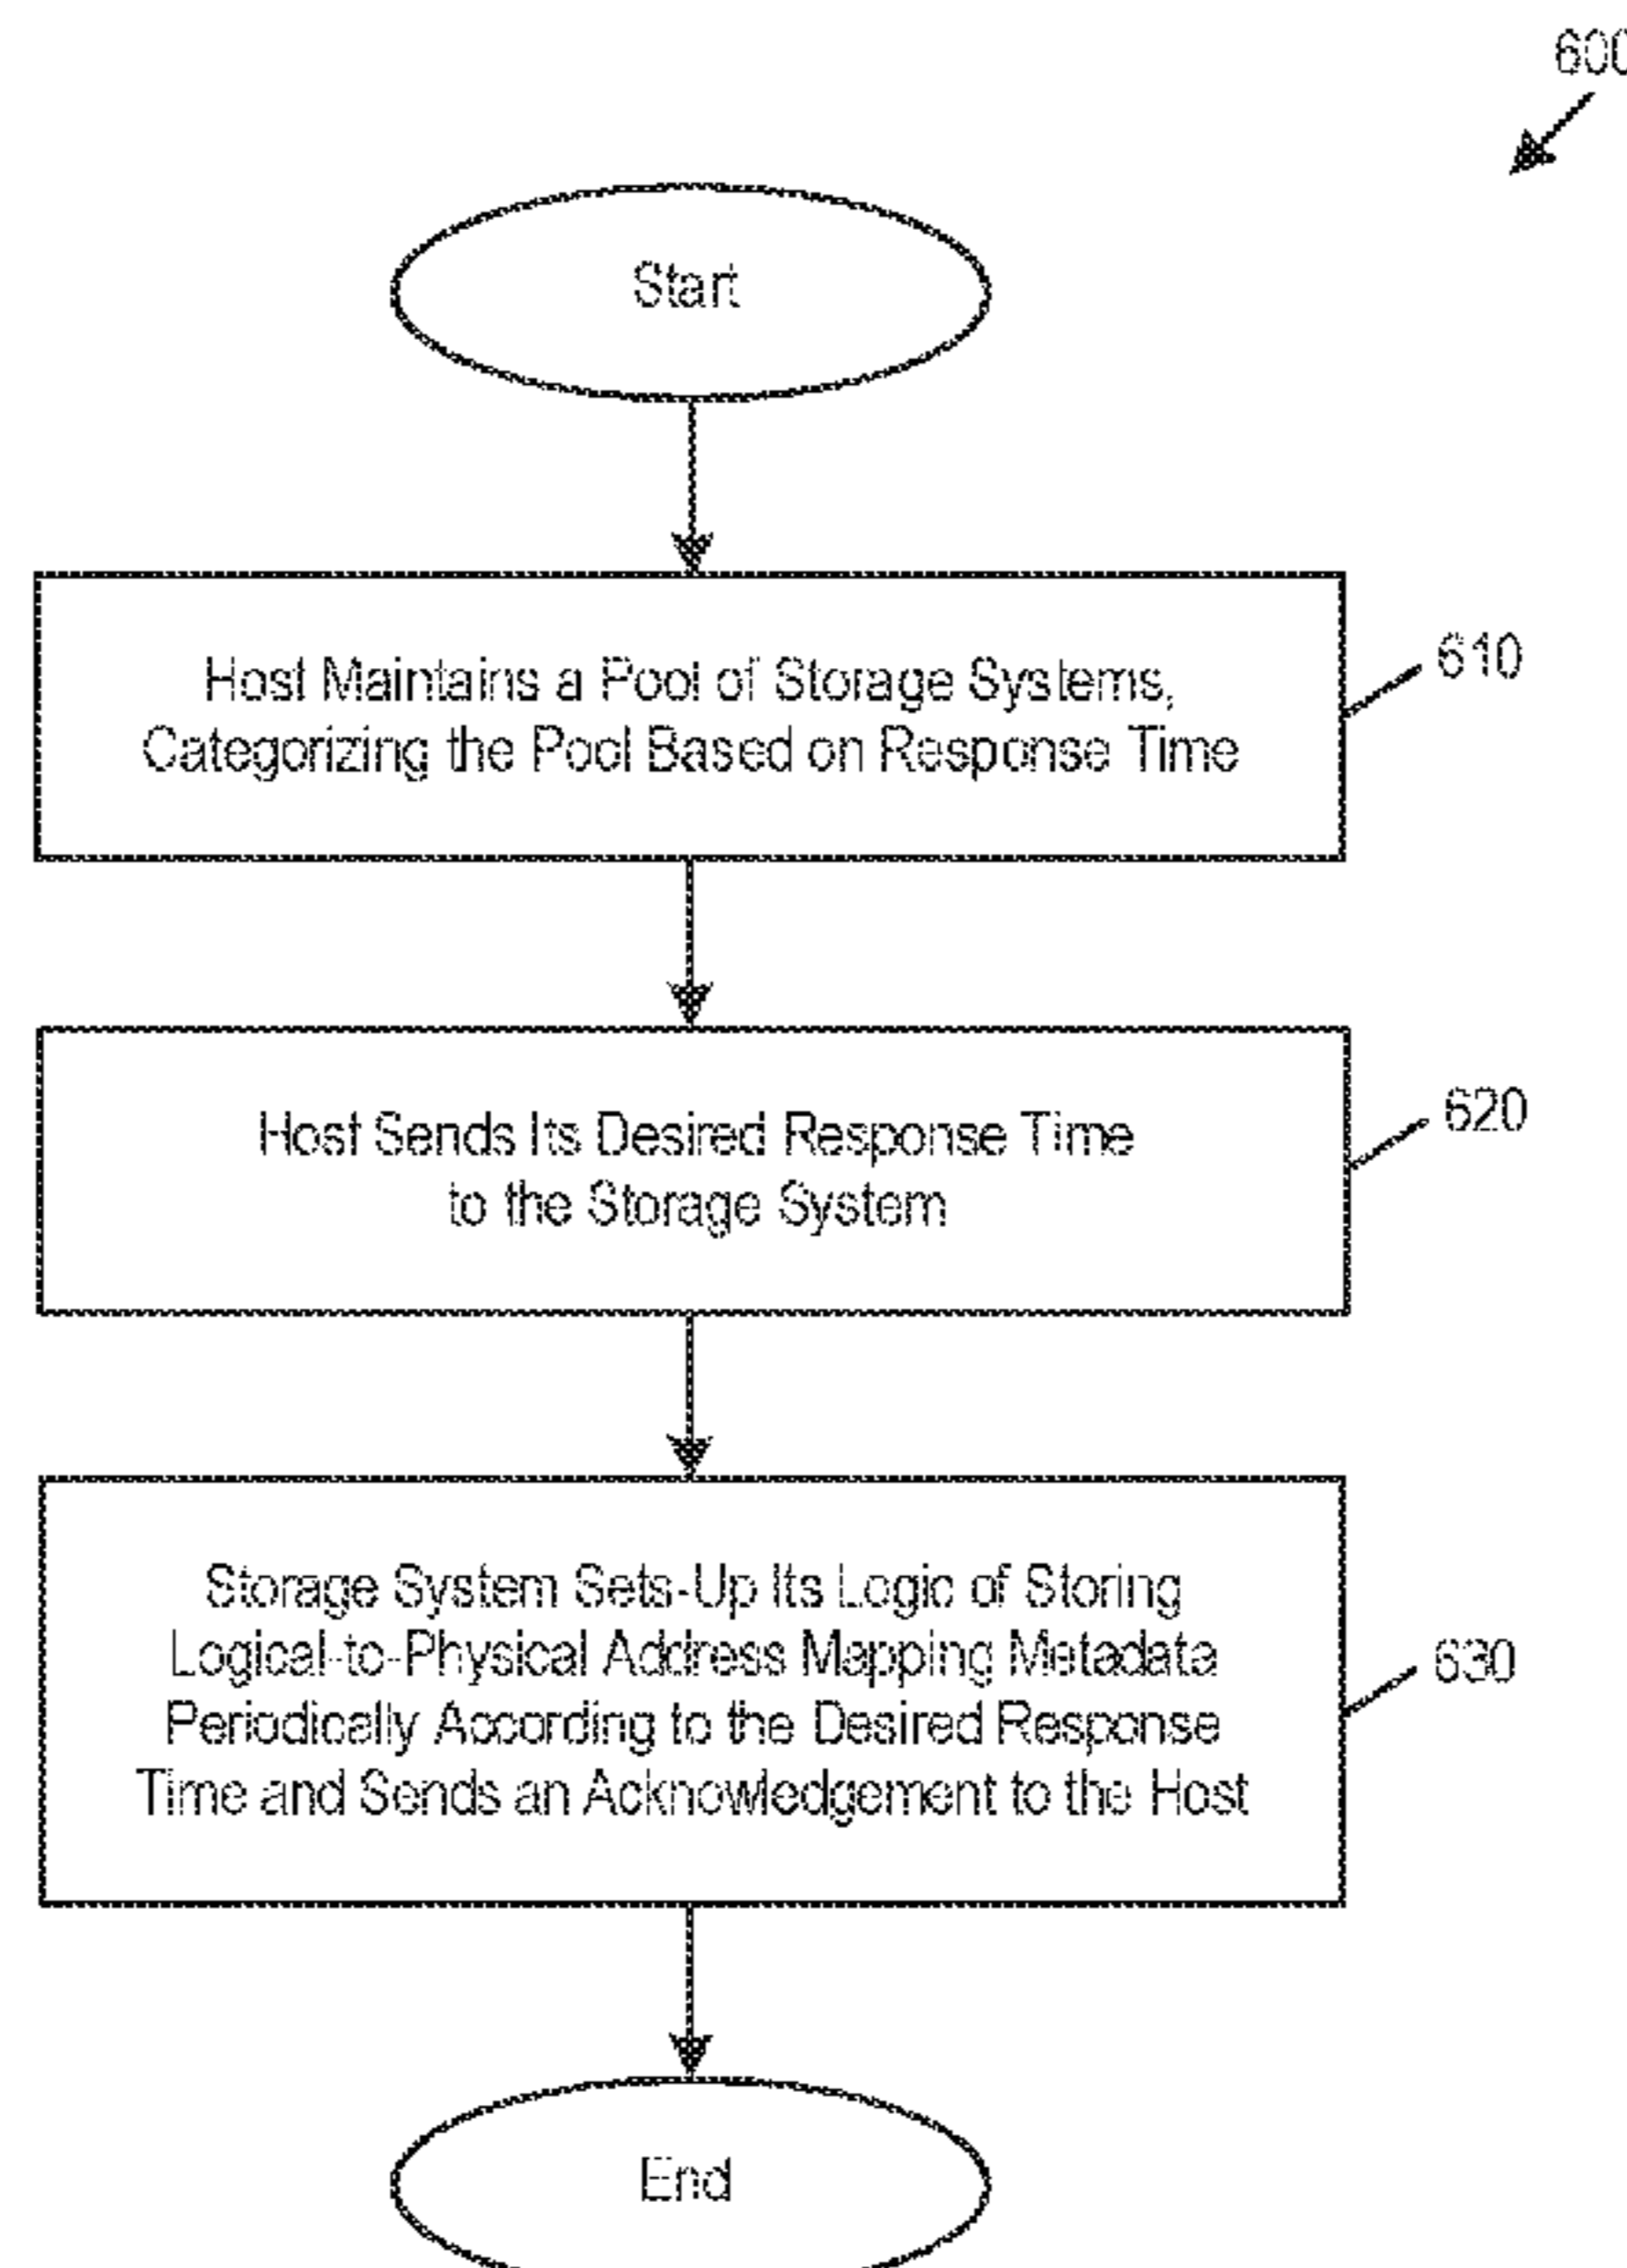 600
Start
Host Maintains a Pool of Storage Systems,
Categorizing the Pool Based on Response Time
610
Host Sends Its Desired Response Time
to the Storage System
620
Storage System Sets-Up Its Logic of Storing
Logical-to-Physical Address Mapping Metadata
Periodically According to the Desired Response
Time and Sends an Acknowledgement to the Host
630
End